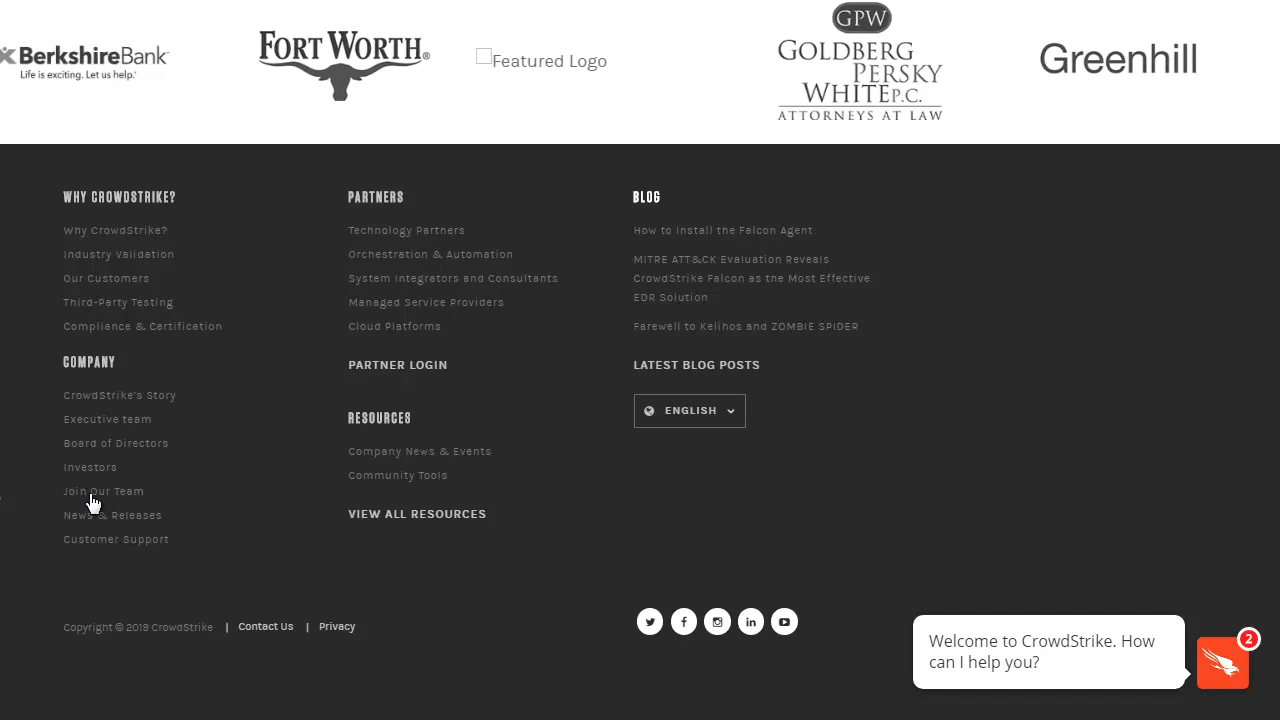 BerkshireBank
Life is exciting. Let us help.
FORT WORTH®
Featured Logo
GPW
GOLDBERG
PERSKY
WHITE P.C.
ATTORNEYS AT LAW
Greenhill
WHY CROWDSTRIKE?
Why CrowdStrike?
Industry Validation
Our Customers
Third-Party Testing
Compliance & Certification
COMPANY
CrowdStrike's Story
Executive team
Board of Directors
Investors
Join Our Team
News & Releases
Customer Support
PARTNERS
Technology Partners
Orchestration & Automation
System Integrators and Consultants
Managed Service Providers
Cloud Platforms
PARTNER LOGIN
RESOURCES
Company News & Events
Community Tools
VIEW ALL RESOURCES
BLOG
How to Install the Falcon Agent
MITRE ATT&CK Evaluation Reveals
CrowdStrike Falcon as the Most Effective
EDR Solution
Farewell to Kelihos and ZOMBIE SPIDER
LATEST BLOG POSTS
ENGLISH
Copyright © 2019 CrowdStrike | Contact Us | Privacy
Welcome to CrowdStrike. How
can I help you?
2